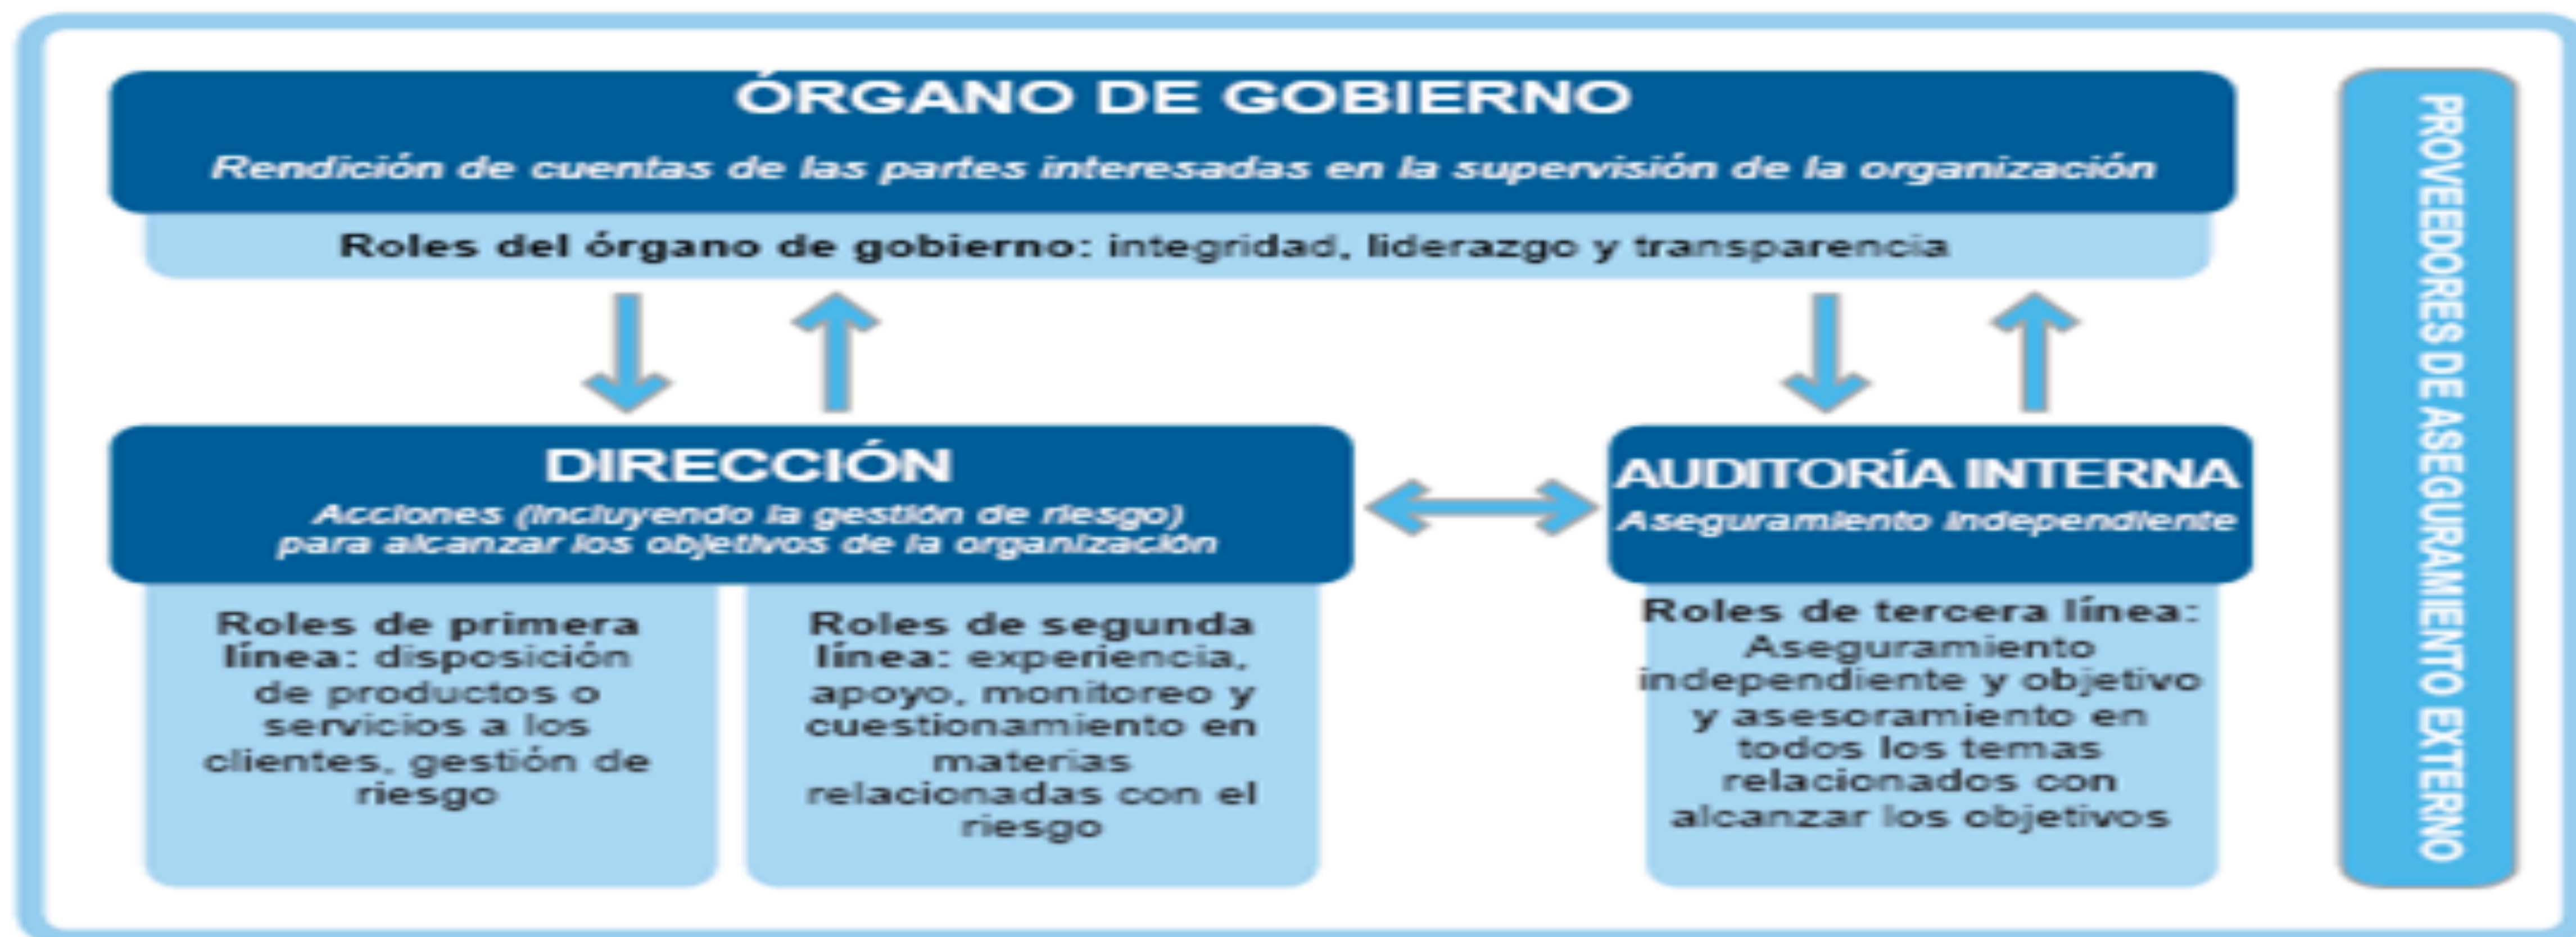 ÓRGANO DE GOBIERNO
Rendición de cuentas de las partes interesadas en la supervisión de la organización
Roles del órgano de gobierno: integridad, liderazgo y transparencia
DIRECCIÓN
Acciones (incluyendo la gestión de riesgo)
para alcanzar los objetivos de la organización
Roles de primera
línea: disposición
de productos o
servicios a los
clientes, gestión de
riesgo
Roles de segunda
línea: experiencia,
apoyo, monitoreo y
cuestionamiento en
materias
relacionadas con el
riesgo
AUDITORÍA INTERNA
Aseguramiento independiente
Roles de tercera línea:
Aseguramiento
independiente y objetivo
y asesoramiento en
todos los temas
relacionados con
alcanzar los objetivos
PROVEEDORES DE ASEGURAMIENTO EXTERNO